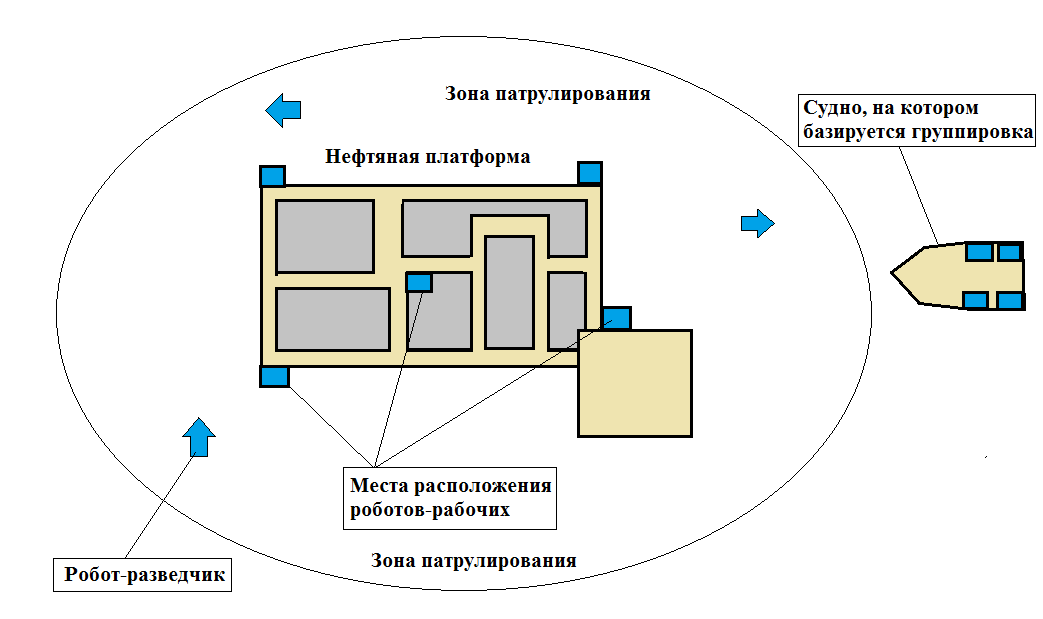 Зона патрулирования
Судно, на котором
базируется группировка
Нефтяная платформа
Места расположения
роботов-рабочих
Зона патрулирования
Робот-разведчик